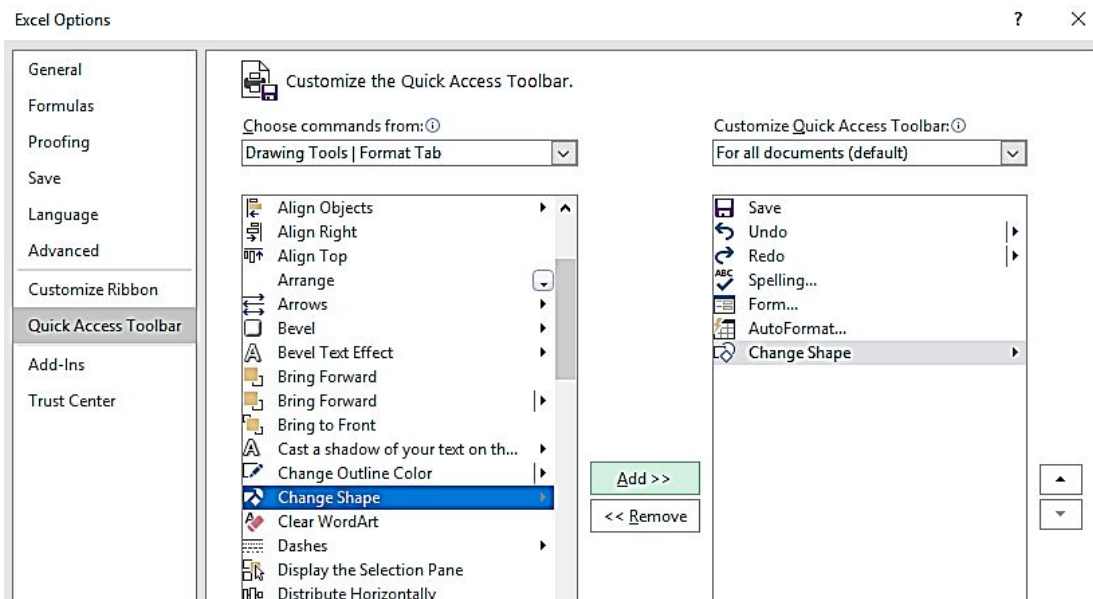 Excel Options
?
General
Formulas
Proofing
Save
Language
Advanced
Customize Ribbon
Quick Access Toolbar
Add-Ins
Trust Center
Customize the Quick Access Toolbar.
Choose commands from:
Drawing Tools | Format Tab
Align Objects
Align Right
Align Top
Arrange
Arrows
Bevel
Bevel Text Effect
Bring Forward
Bring Forward
Bring to Front
Cast a shadow of your text on th...
Change Outline Color
Change Shape
Clear WordArt
Dashes
Display the Selection Pane
Distribute Horizontally
Add >>
<< Remove
Customize Quick Access Toolbar:
For all documents (default)
Save
Undo
Redo
ABC Spelling...
Form...
AutoFormat...
Change Shape